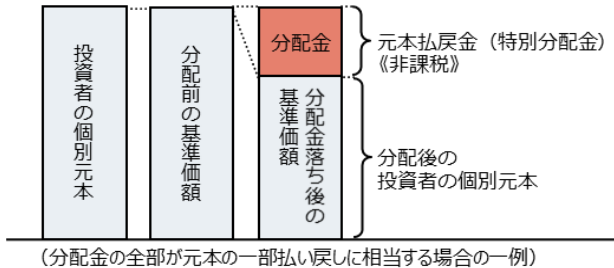 投資者の個別元本
分配前の基準価額
分配金
分配金落ち後の
基準価額
元本払戻金（特別分配金）
《非課税》
分配後の
投資者の個別元本
（分配金の全部が元本の一部払い戻しに相当する場合の一例）